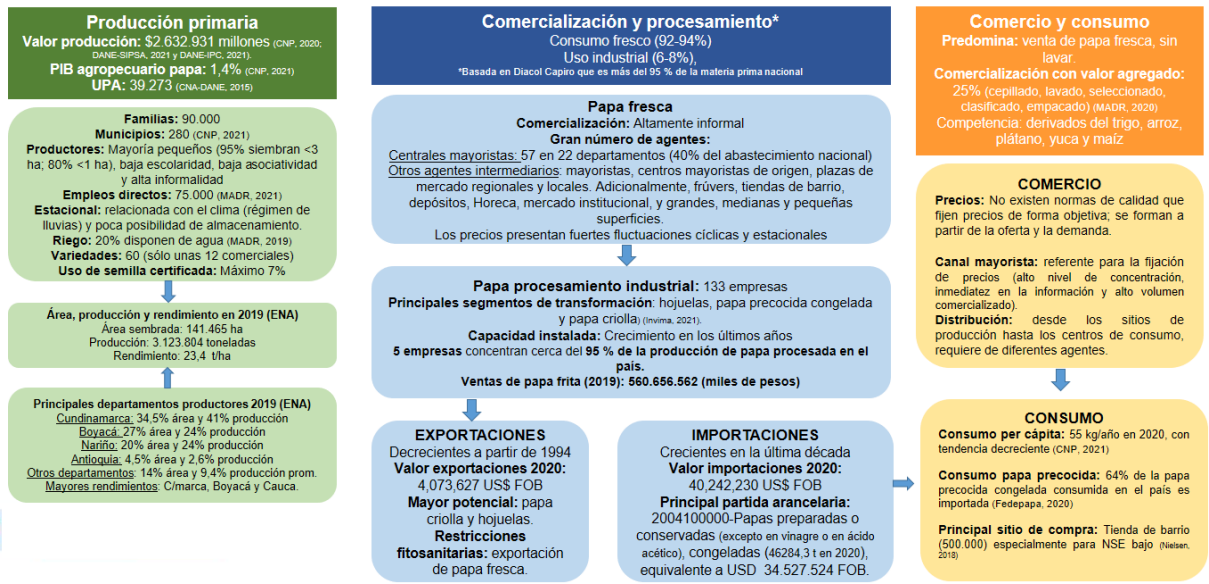 Producción primaria
Valor producción: $2.632.931 millones (CNP, 2020;
DANE-SIPSA, 2021 y DANE-IPC, 2021).
PIB agropecuario papa: 1,4% (CNP, 2021)
UPA: 39.273 (CNA-DANE, 2015)
Familias: 90.000
Municipios: 280 (CNP, 2021)
Productores: Mayoría pequeños (95% siembran <3
ha; 80% <1 ha), baja escolaridad, baja asociatividad
y alta informalidad
Empleos directos: 75.000 (MADR, 2021)
Estacional: relacionada con el clima (régimen de
lluvias) y poca posibilidad de almacenamiento.
Riego: 20% disponen de agua (MADR, 2019)
Variedades: 60 (sólo unas 12 comerciales)
Uso de semilla certificada: Máximo 7%
Área, producción y rendimiento en 2019 (ENA)
Área sembrada: 141.465 ha
Producción: 3.123.804 toneladas
Rendimiento: 23,4 t/ha
Principales departamentos productores 2019 (ENA)
Cundinamarca: 34,5% área y 41% producción
Boyacá: 27% área y 24% producción
Nariño: 20% área y 24% producción
Antioquia: 4,5% área y 2,6% producción
Otros departamentos: 14% área y 9,4% producción prom.
Mayores rendimientos: C/marca, Boyacá y Cauca.
Comercialización y procesamiento*
Consumo fresco (92-94%)
Uso industrial (6-8%),
*Basada en Diacol Capiro que es más del 95 % de la materia prima nacional
Papa fresca
Comercialización: Altamente informal
Gran número de agentes:
Centrales mayoristas: 57 en 22 departamentos (40% del abastecimiento nacional)
Otros agentes intermediarios: mayoristas, centros mayoristas de origen, plazas de
mercado regionales y locales. Adicionalmente, frúvers, tiendas de barrio,
depósitos, Horeca, mercado institucional, y grandes, medianas y pequeñas
superficies.
Los precios presentan fuertes fluctuaciones cíclicas y estacionales
Papa procesamiento industrial: 133 empresas
Principales segmentos de transformación: hojuelas, papa precocida congelada
y papa criolla) (Invima, 2021).
Capacidad instalada: Crecimiento en los últimos años
5 empresas concentran cerca del 95 % de la producción de papa procesada en el
país.
Ventas de papa frita (2019): 560.656.562 (miles de pesos)
EXPORTACIONES
Decrecientes a partir de 1994
Valor exportaciones 2020:
4,073,627 US$ FOB
Mayor potencial: papa
criolla y hojuelas.
Restricciones
fitosanitarias: exportación
de papa fresca.
IMPORTACIONES
Crecientes en la última década
Valor importaciones 2020:
40,242,230 US$ FOB
Principal partida arancelaria:
2004100000-Papas preparadas o
conservadas (excepto en vinagre o en ácido
acético), congeladas (46284,3 t en 2020),
equivalente a USD 34.527.524 FOB.
Comercio y consumo
Predomina: venta de papa fresca, sin
lavar.
Comercialización con valor agregado:
25% (cepillado, lavado, seleccionado,
clasificado, empacado) (MADR, 2020)
Competencia: derivados del trigo, arroz,
plátano, yuca y maíz
COMERCIO
Precios: No existen normas de calidad que
fijen precios de forma objetiva; se forman a
partir de la oferta y la demanda.
Canal mayorista: referente para la fijación
de precios (alto nivel de concentración,
inmediatez en la información y alto volumen
comercializado).
Distribución: desde los sitios de
producción hasta los centros de consumo,
requiere de diferentes agentes.
CONSUMO
Consumo per cápita: 55 kg/año en 2020, con
tendencia decreciente (CNP, 2021)
Consumo papa precocida: 64% de la papa
precocida congelada consumida en el país es
importada (Fedepapa, 2020)
Principal sitio de compra: Tienda de barrio
(500.000) especialmente para NSE bajo (Nielsen,
2018)